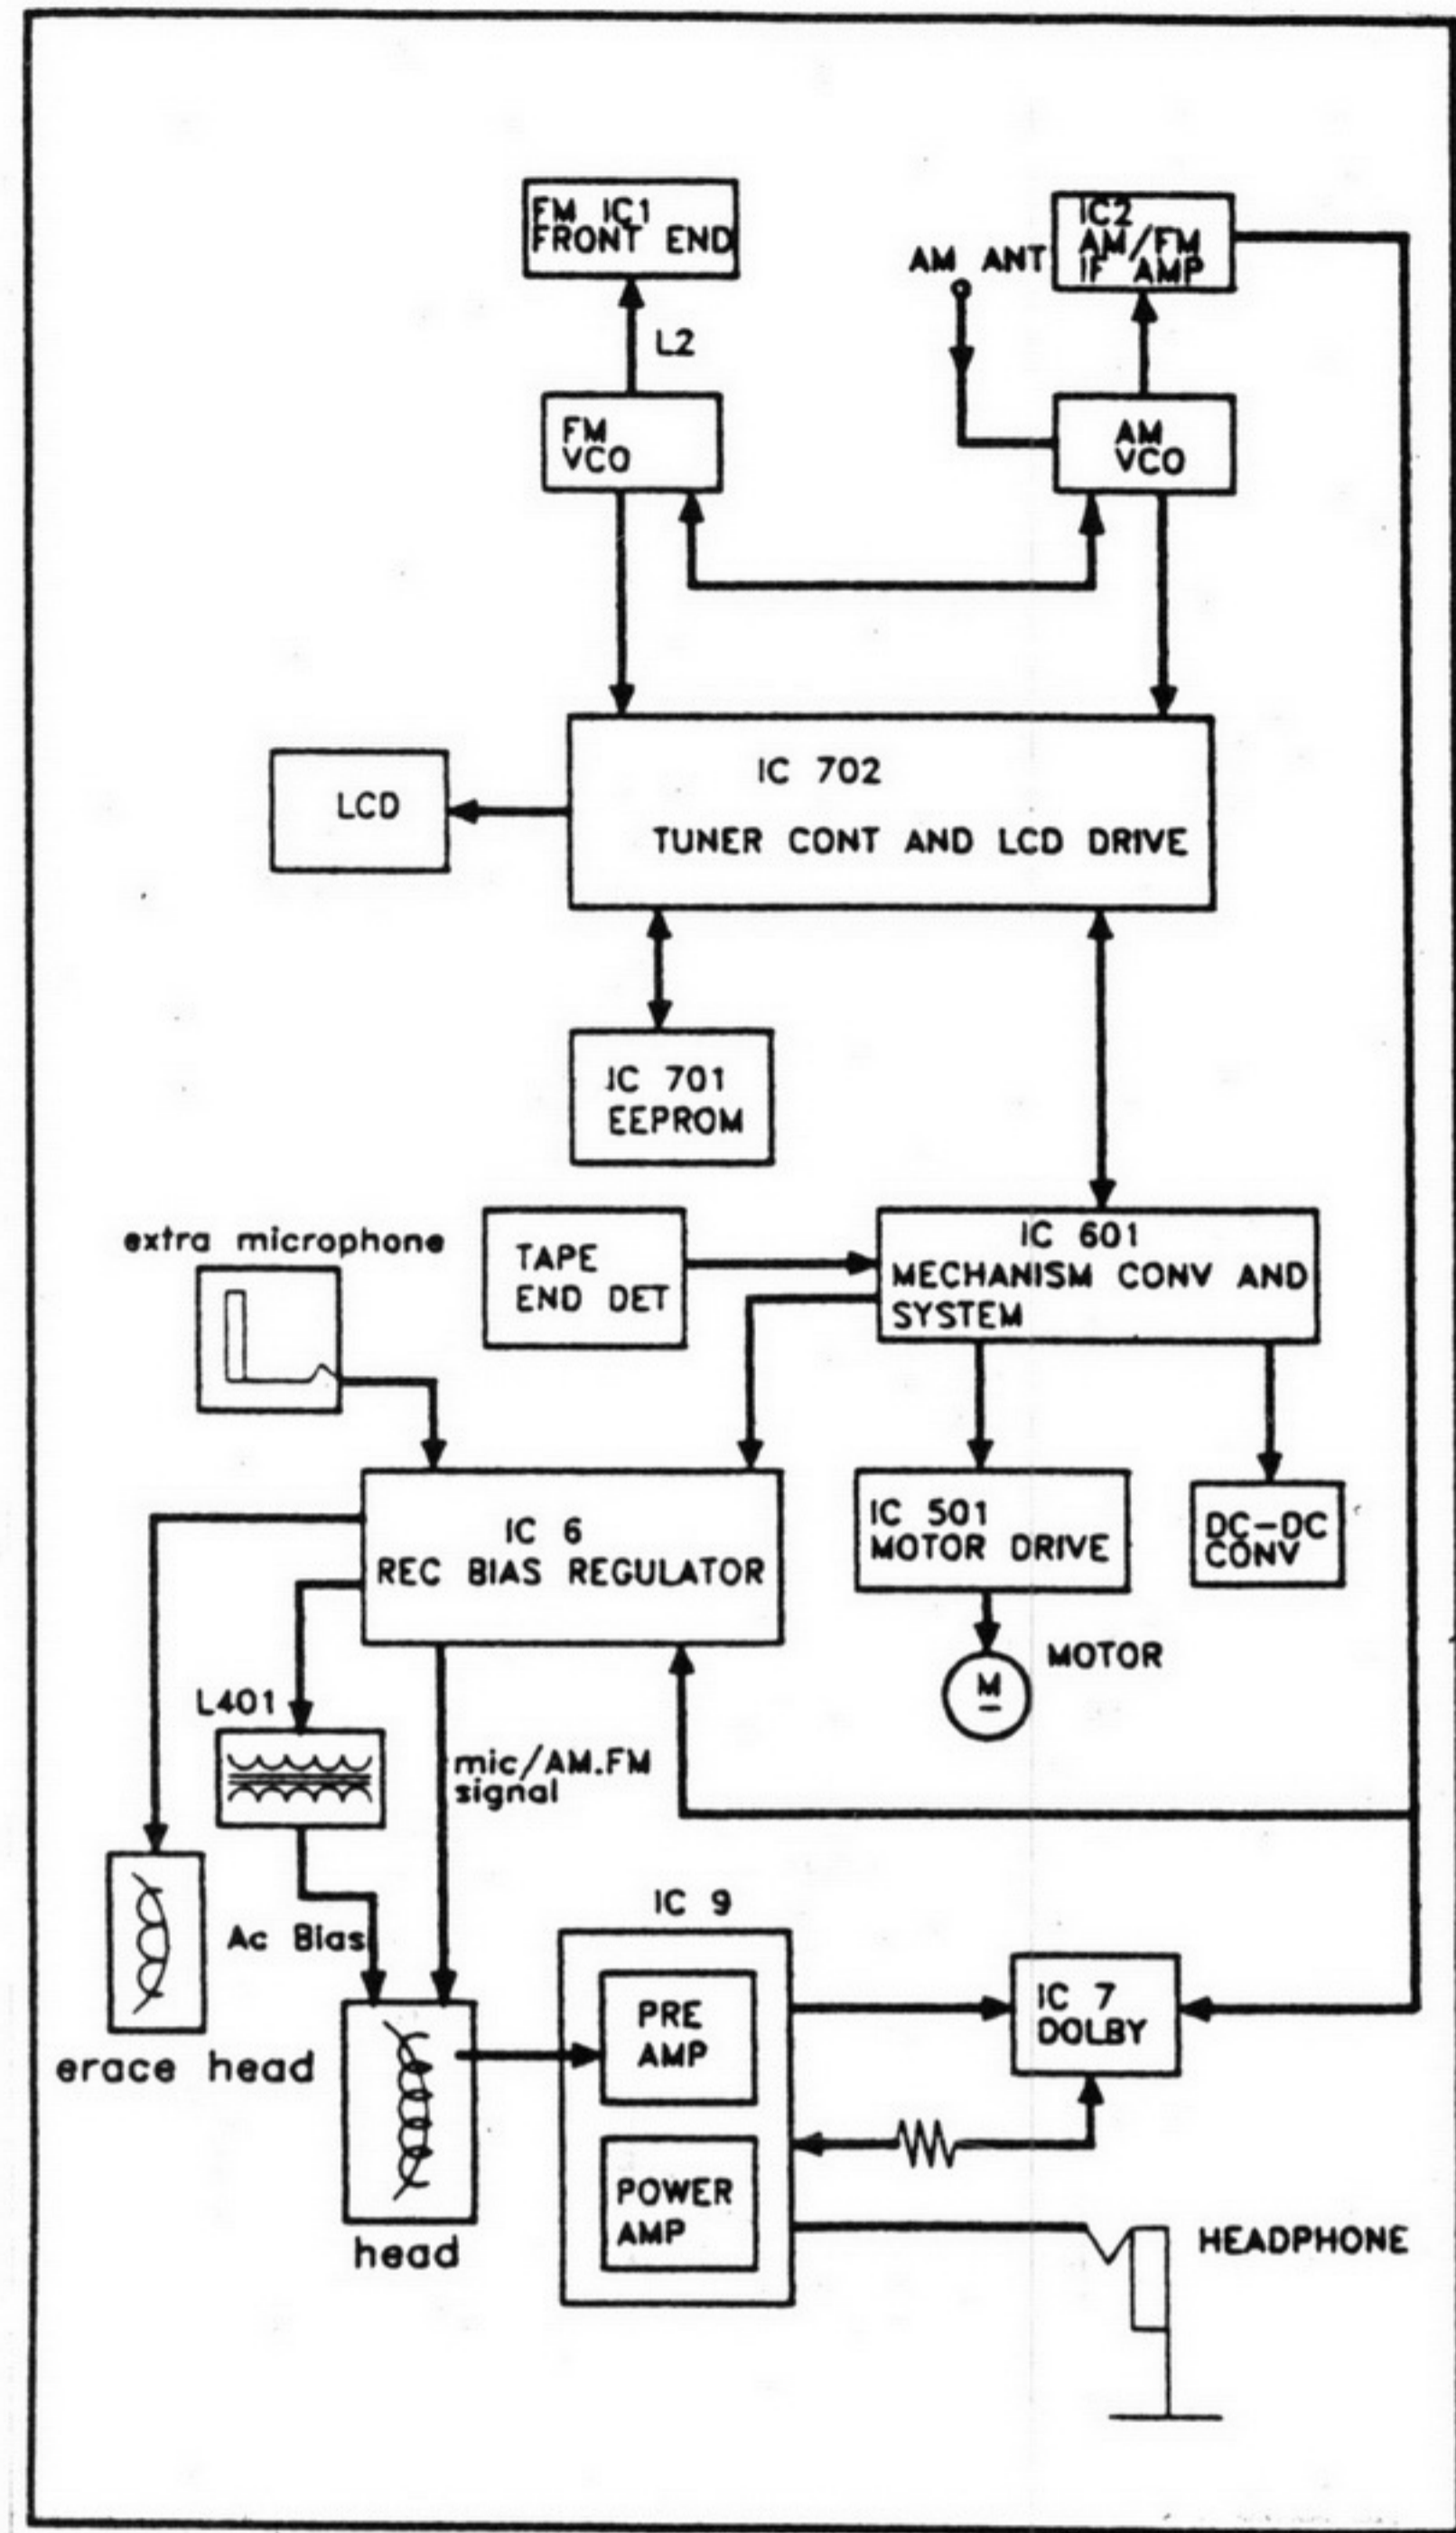 FM IC1
FRONT END
IC2
AM/FM
IF AMP
AM ANT
L2
FM
VCO
AM
VCO
IC 702
TUNER CONT AND LCD DRIVE
LCD
IC 701
EEPROM
extra microphone
TAPE
END DET
IC 601
MECHANISM CONV AND
SYSTEM
IC 6
REC BIAS REGULATOR
IC 501
MOTOR DRIVE
DC-DC
CONV
MOTOR
M
L401
mic/AM.FM
signal
Ac Bias
erace head
head
IC 9
PRE
AMP
POWER
AMP
IC 7
DOLBY
HEADPHONE